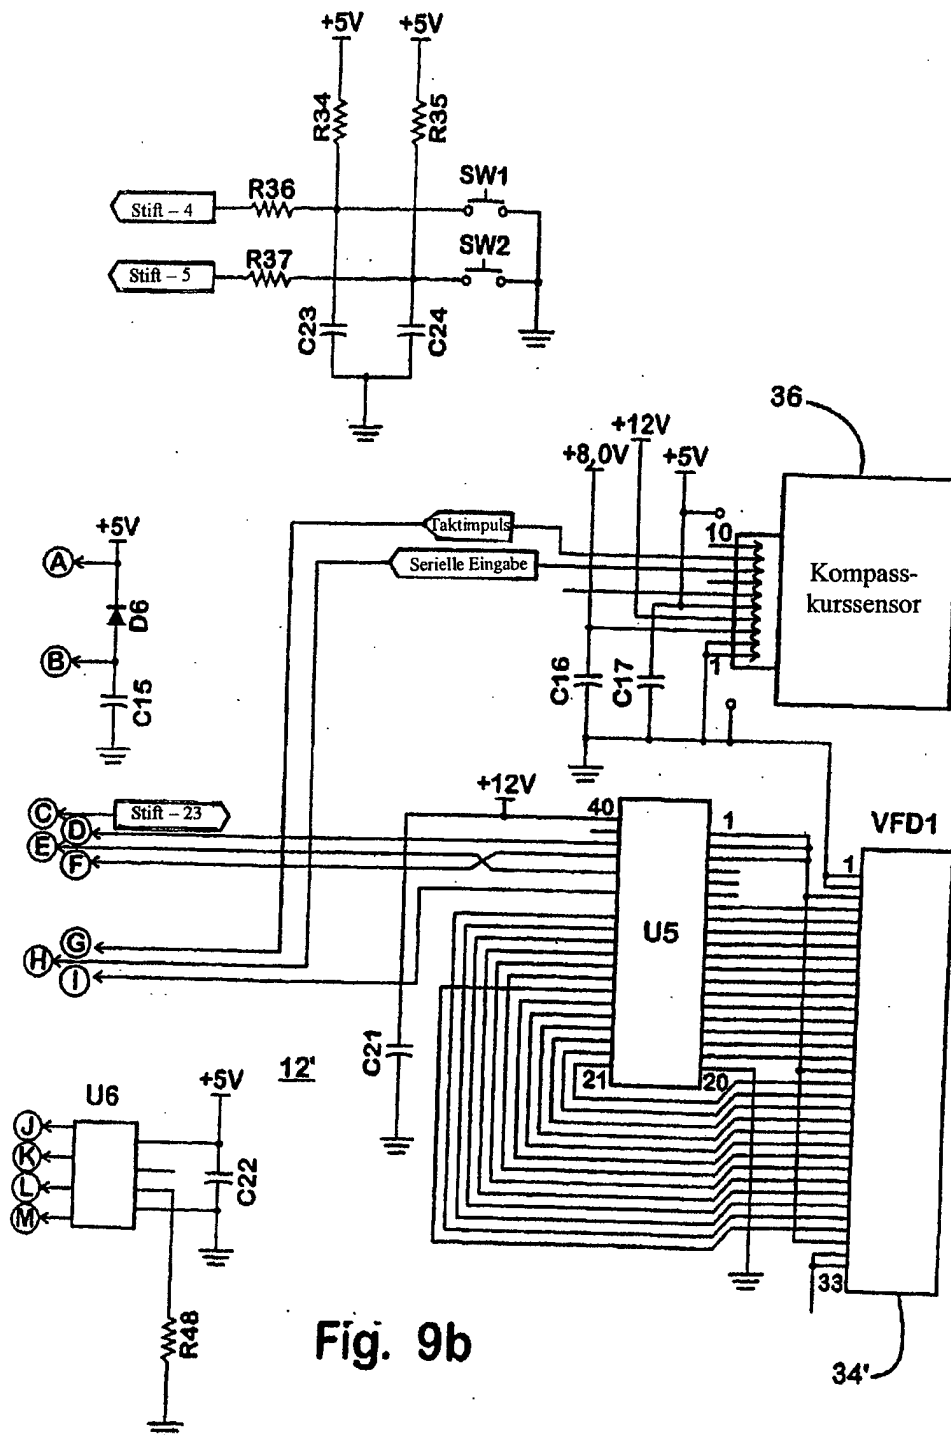 +5V +5V
R34
R35
R36
SW1
Stift – 4
R37
SW2
Stift – 5
C23
C24
36
+12V
+8,0V
+5V
+5V
Taktimpuls
10
A
Serielle Eingabe
Kompass-
kurssensor
D6
B
1
C15
C16
C17
+12V
C
Stift – 23
40
1
VFD1
D
E
F
1
U5
G
H
I
C21
12'
21
20
+5V
U6
J
K
L
M
C22
33
R48
Fig. 9b
34'